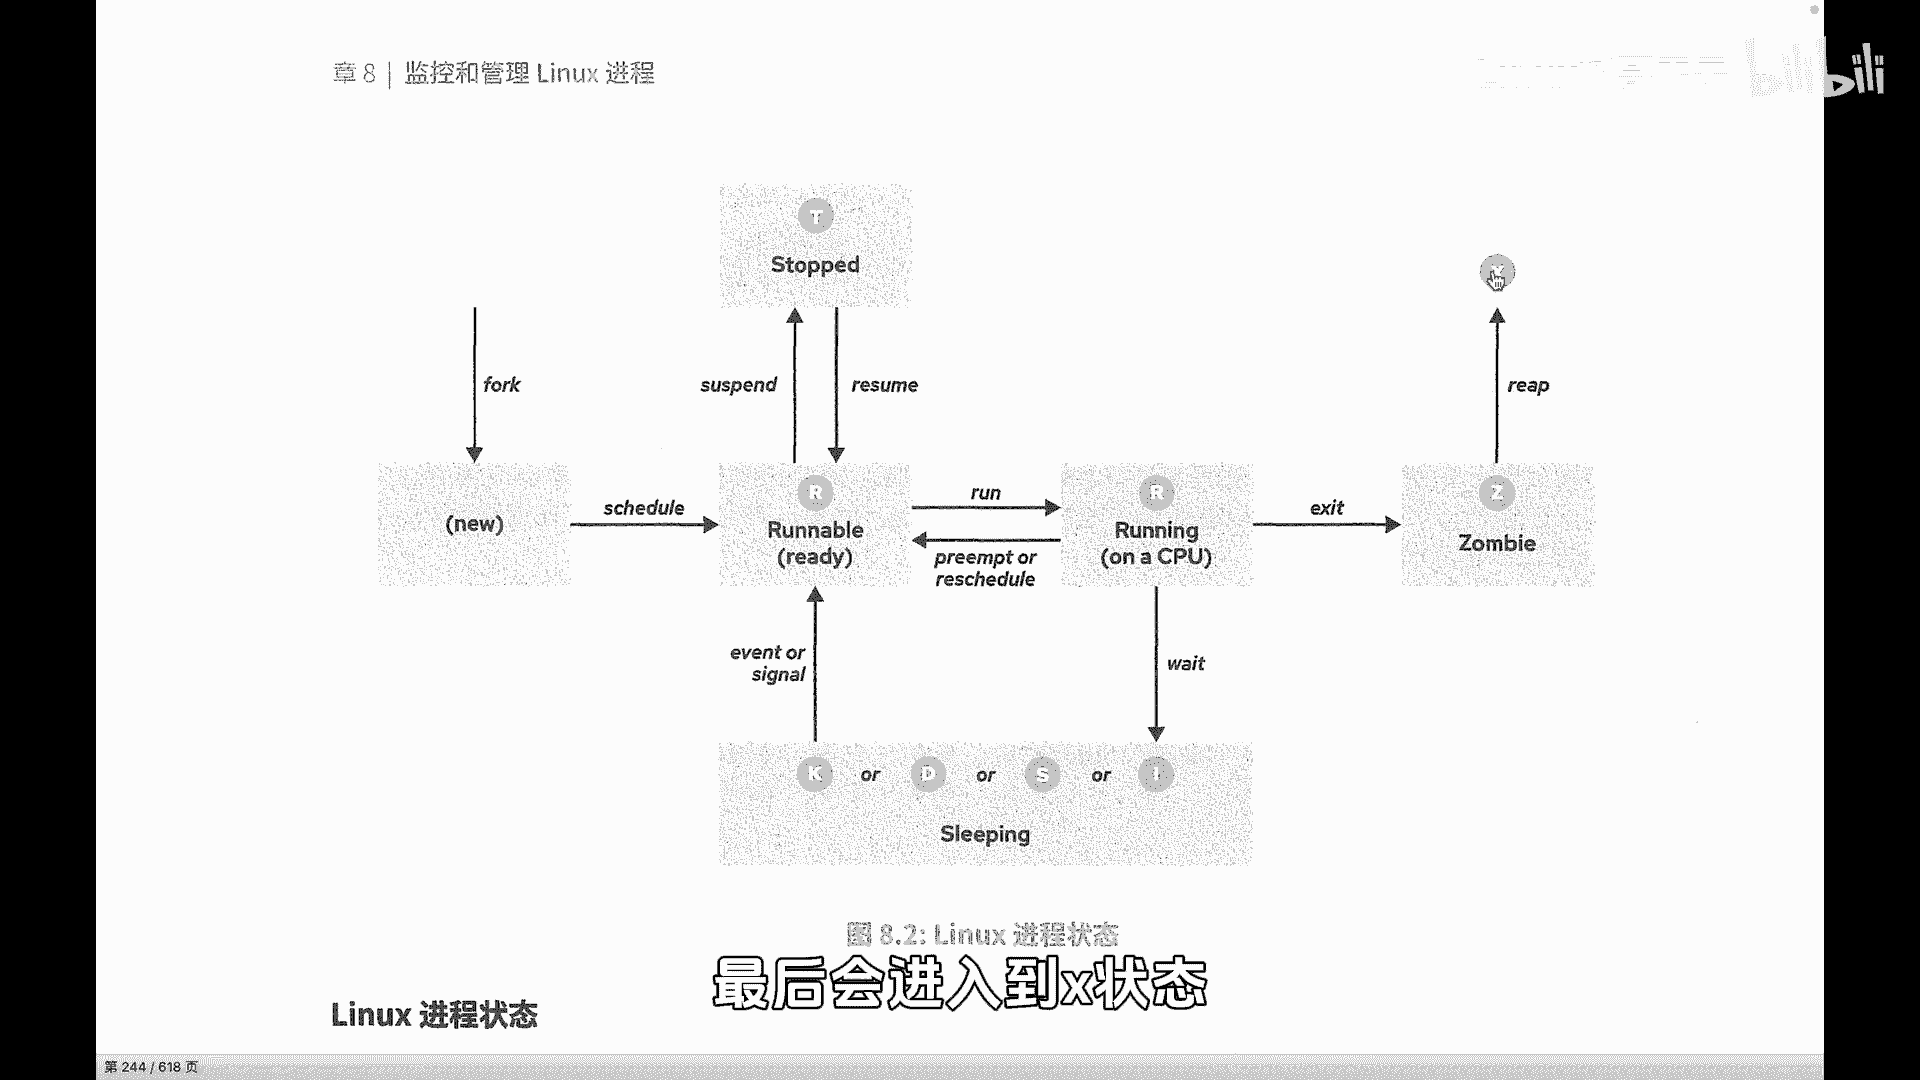 章 8 | 监控和管理 Linux 进程
bilibili
T
Stopped
fork
suspend
resume
reap
(new)
schedule
R
Runnable
(ready)
run
preempt or
reschedule
R
Running
(on a CPU)
exit
Z
Zombie
event or
signal
wait
K or D or S or I
Sleeping
图 8.2: Linux 进程状态
最后会进入到x状态
Linux 进程状态
第 244 / 618 页